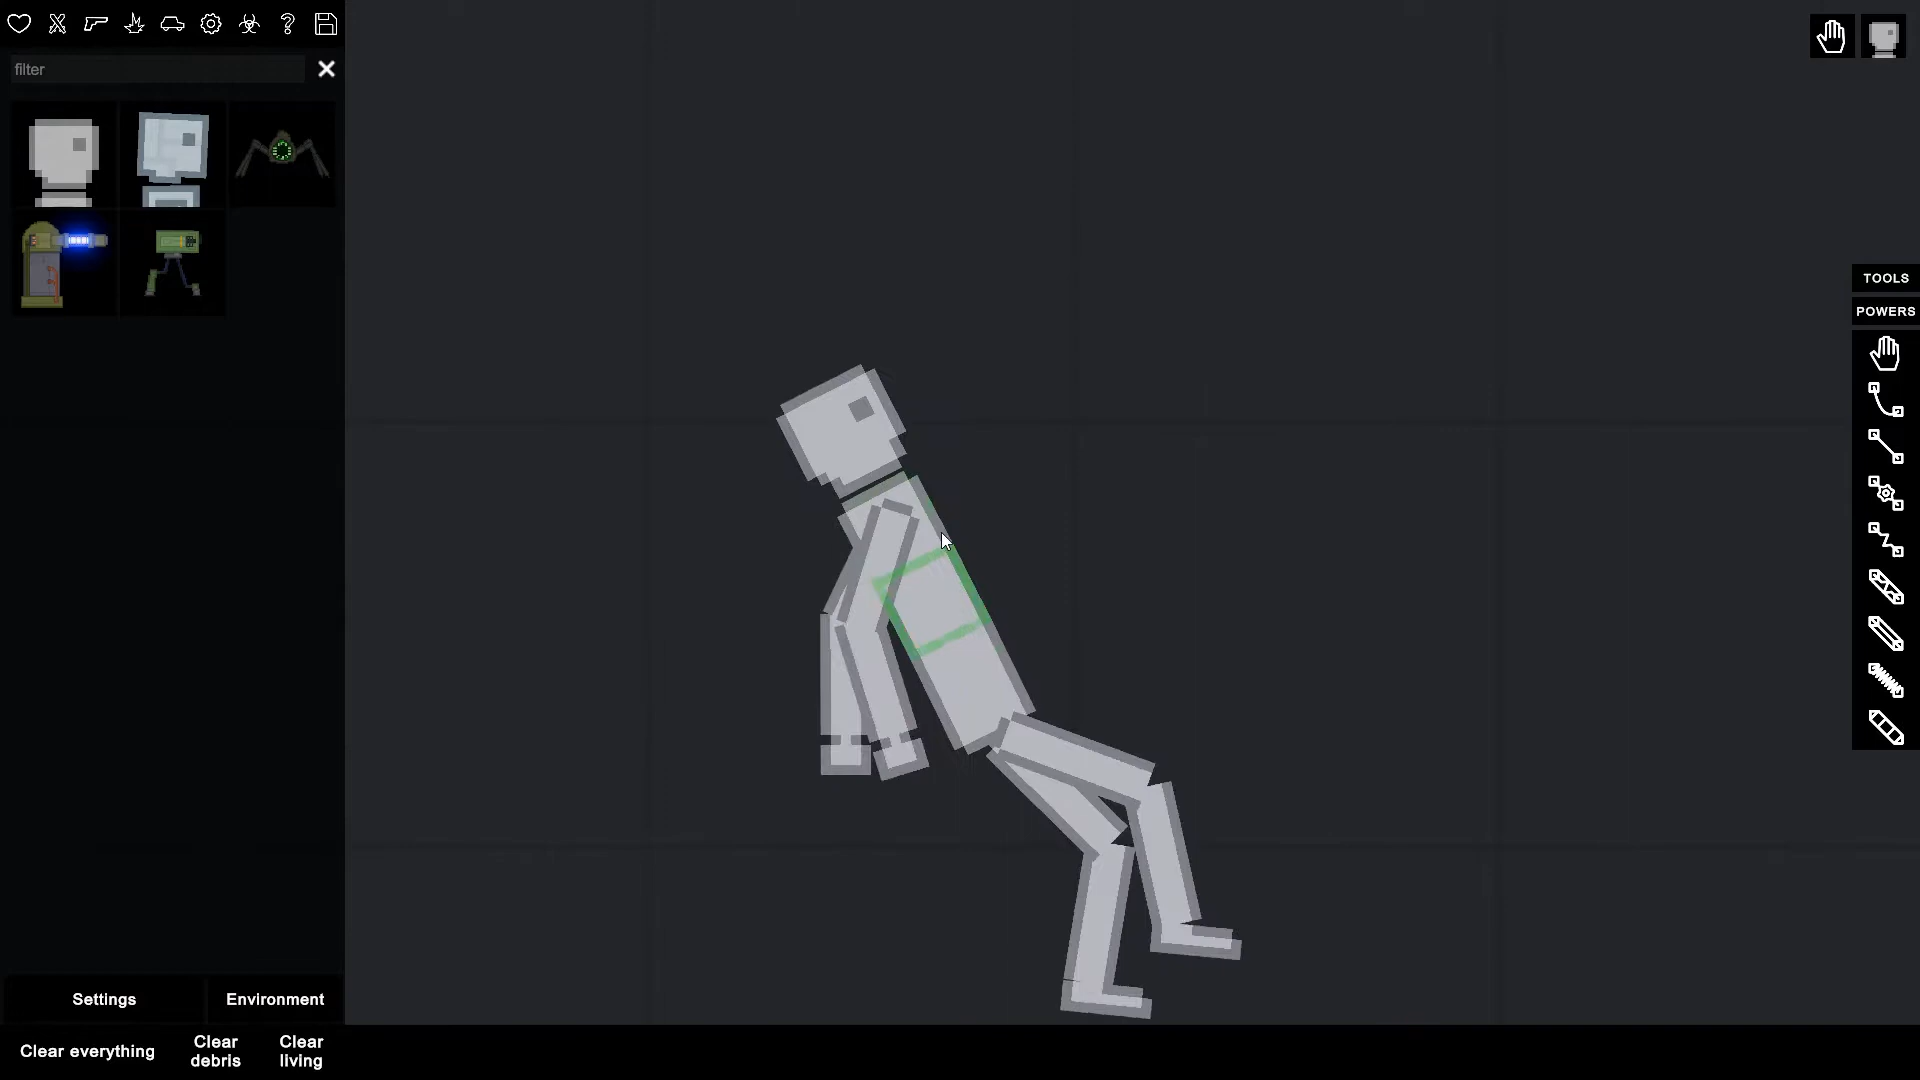 filter
TOOLS
POWERS
Settings
Environment
Clear everything
Clear
debris
Clear
living